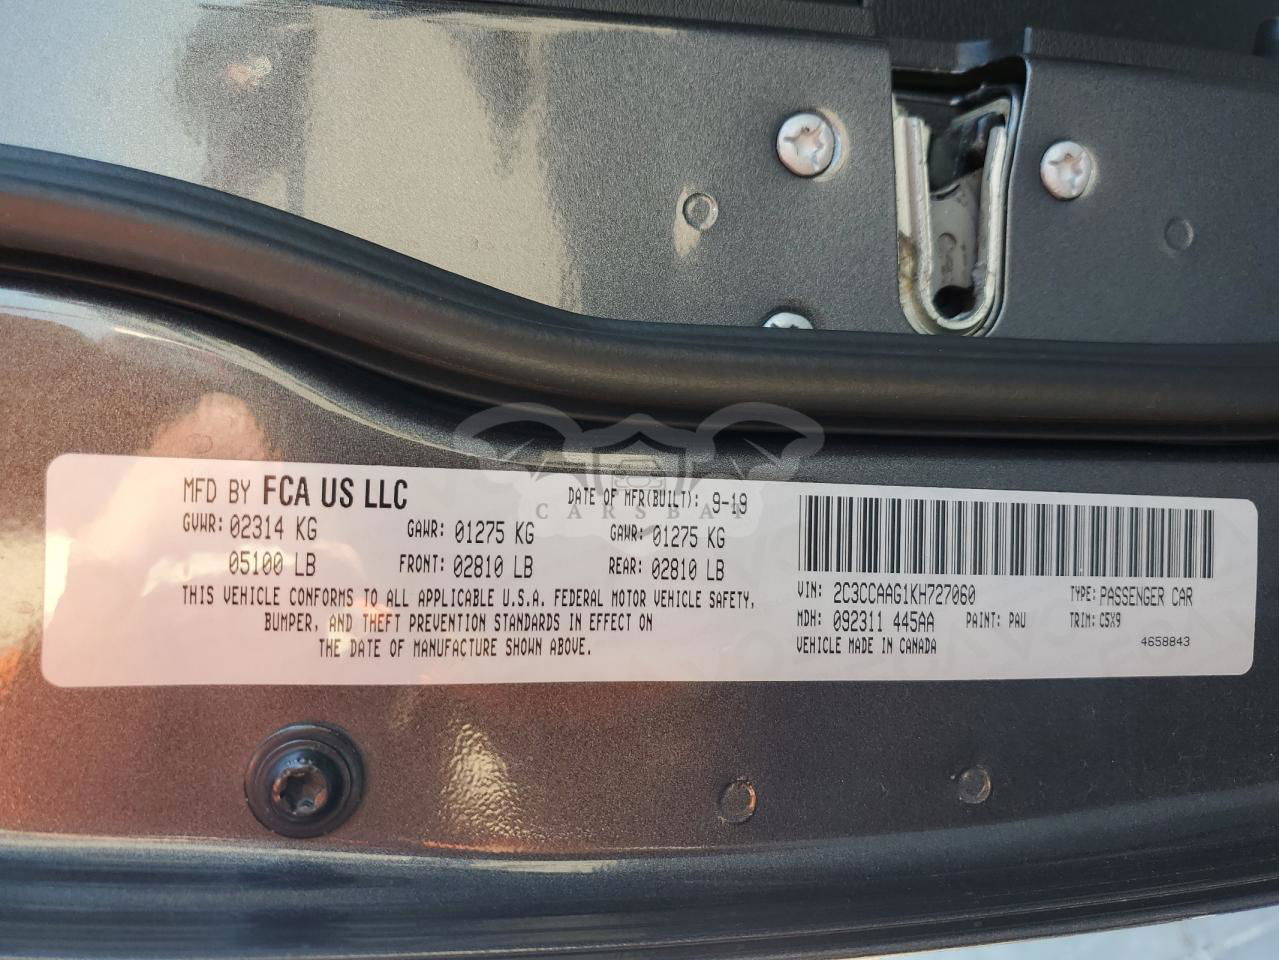 MFD BY FCA US LLC DATE OF MFR(BUILT): 9-19
GVWR: 02314 KG GAWR: 01275 KG GAWR: 01275 KG
05100 LB FRONT: 02810 LB REAR: 02810 LB
THIS VEHICLE CONFORMS TO ALL APPLICABLE U.S.A. FEDERAL MOTOR VEHICLE SAFETY,
BUMPER, AND THEFT PREVENTION STANDARDS IN EFFECT ON
THE DATE OF MANUFACTURE SHOWN ABOVE.
VIN: 2C3CCAAG1KH727060 TYPE: PASSENGER CAR
MDH: 092311 445AA PAINT: PAU TRIM: C5X9
VEHICLE MADE IN CANADA 4658843
CARSBAT